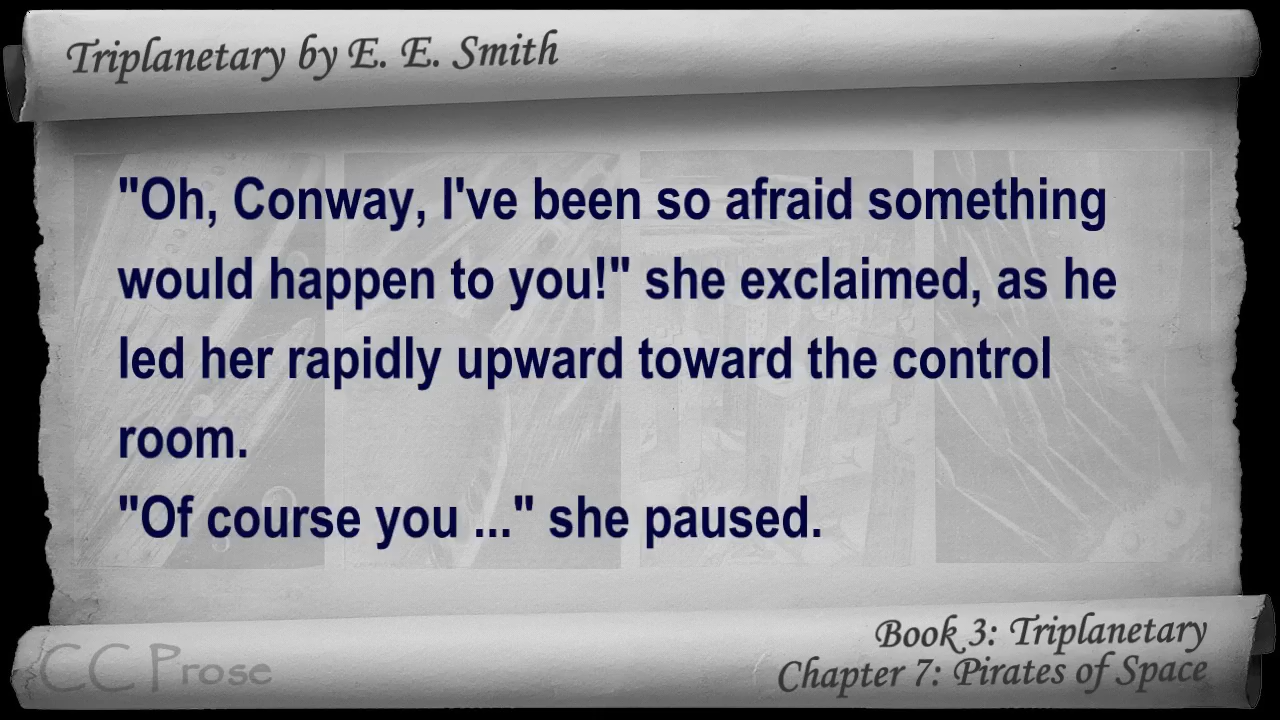 Triplanetary by E. E. Smith
"Oh, Conway, I've been so afraid something
would happen to you!" she exclaimed, as he
led her rapidly upward toward the control
room.
"Of course you ..." she paused.
Book 3: Triplanetary
Chapter 7: Pirates of Space
CC Prose